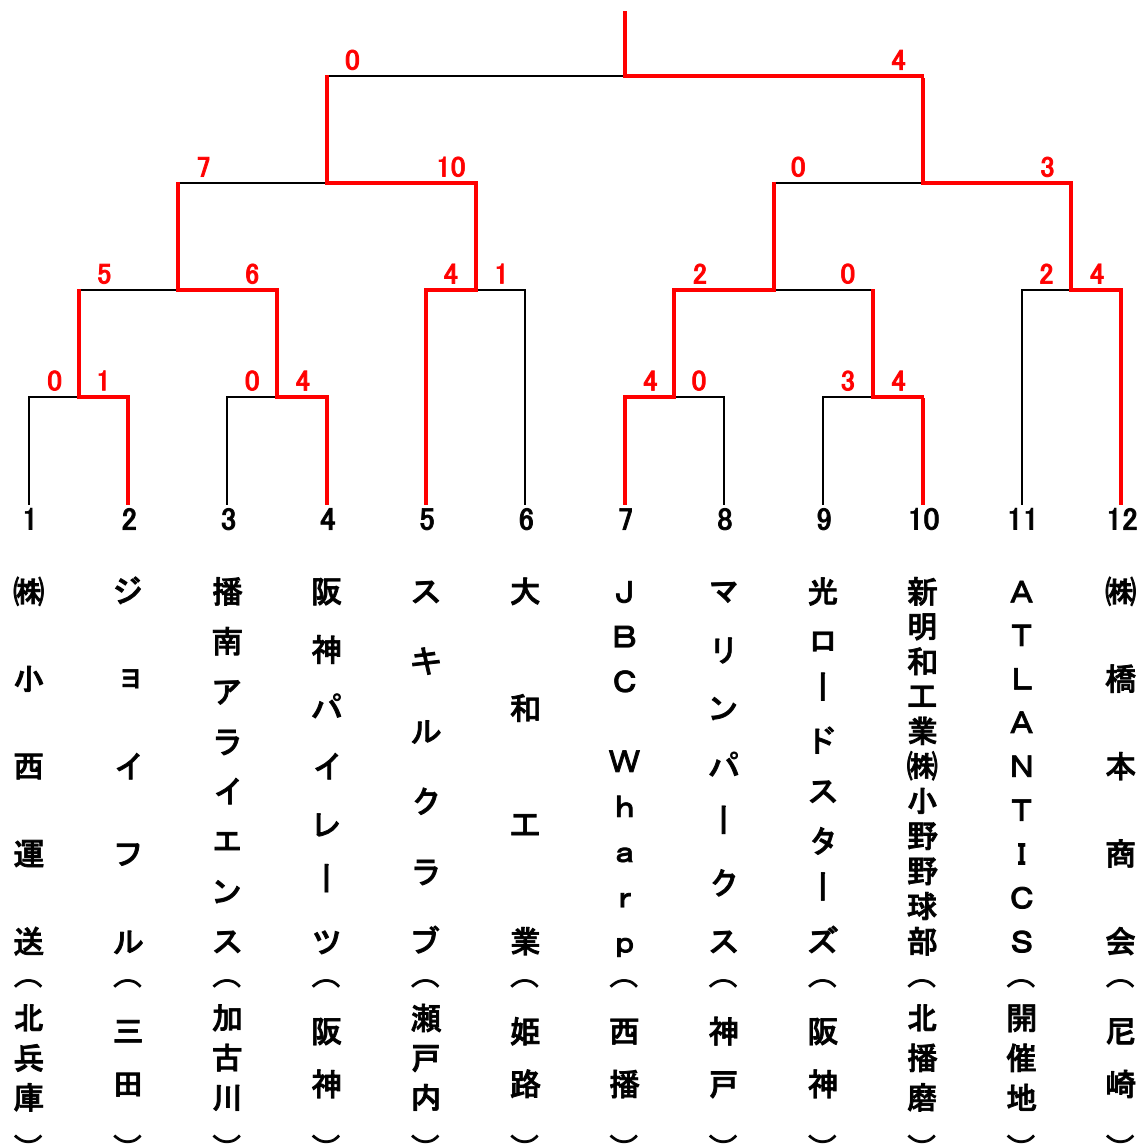 0 4
7 10 0 3
5 6 4 1 2 0 2 4
0 1 0 4 4 0 3 4
1 2 3 4 5 6 7 8 9 10 11 12
㈱小西運送(北兵庫)
ジョイフル(三田)
播南アライエンス(加古川)
阪神パイレーツ(阪神)
スキルクラブ(瀬戸内)
大和工業(姫路)
JBC Wharp(西播)
マリンパークス(神戸)
光ロードスターズ(阪神)
新明和工業㈱小野野球部(北播磨)
ATLANTICS(開催地)
㈱橋本商会(尼崎)